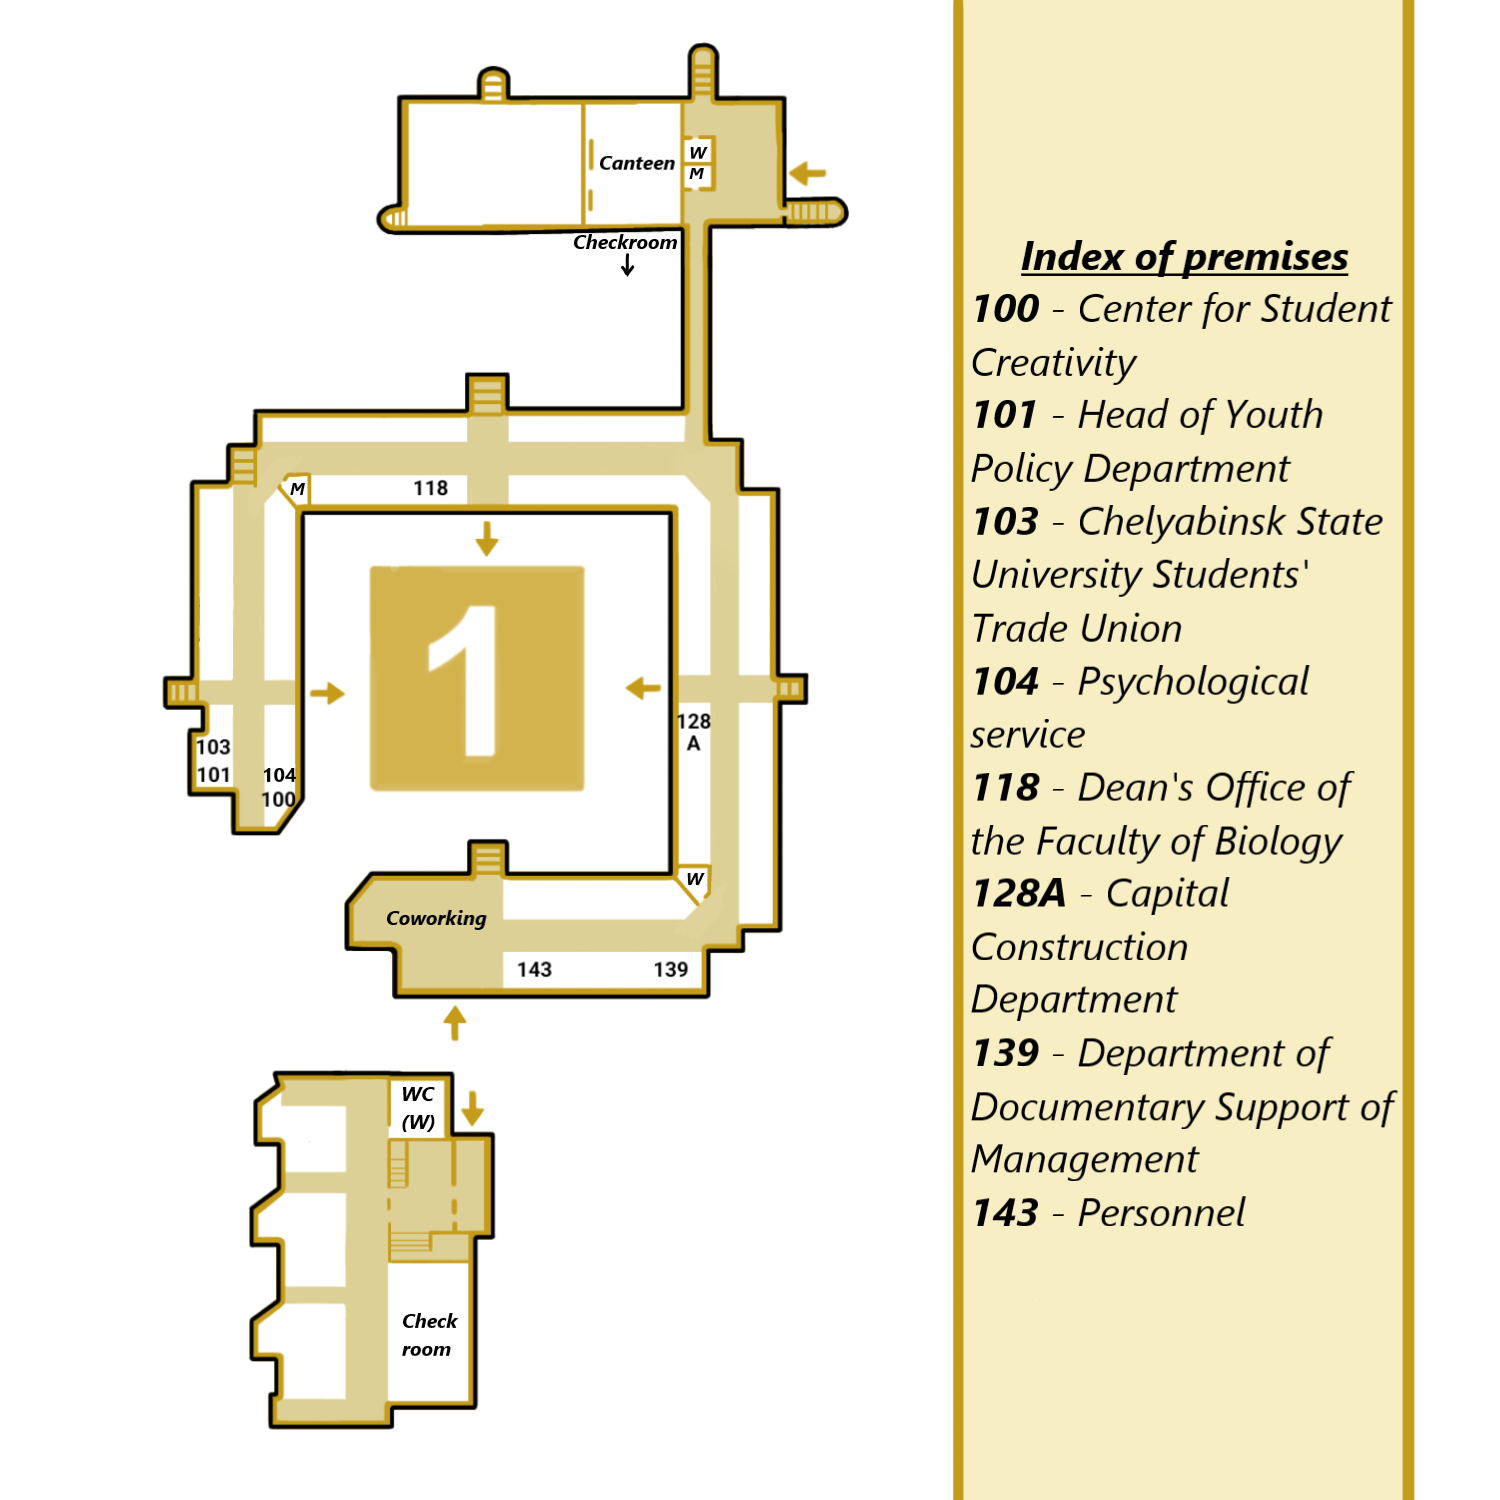 Canteen
W
M
Checkroom
M
118
1
103
101
104
100
128
A
W
Coworking
143
139
WC
(W)
Check
room
Index of premises
100 - Center for Student
Creativity
101 - Head of Youth
Policy Department
103 - Chelyabinsk State
University Students'
Trade Union
104 - Psychological
service
118 - Dean's Office of
the Faculty of Biology
128A - Capital
Construction
Department
139 - Department of
Documentary Support of
Management
143 - Personnel